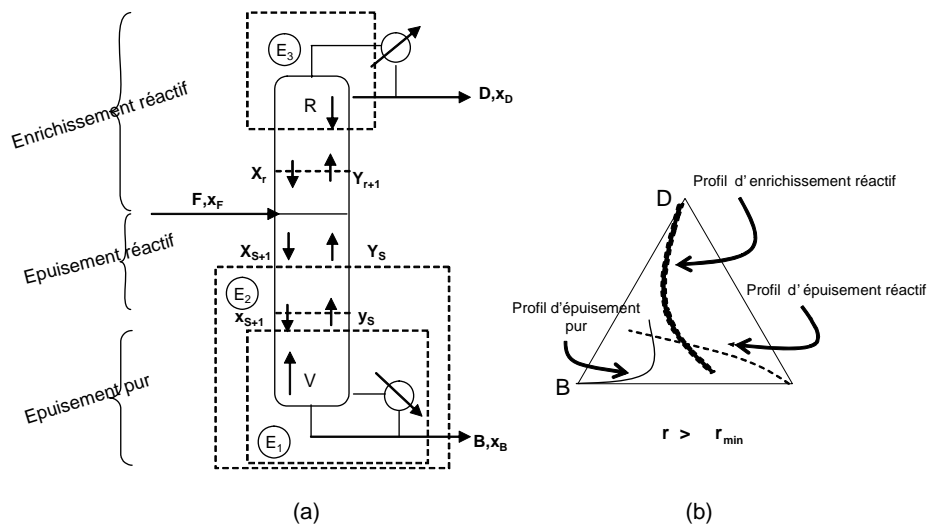 Enrichissement réactif
Epuisement réactif
Epuisement pur
E3
R
D,xD
Xr
Yr+1
F,xF
XS+1
YS
E2
xS+1
yS
V
E1
B,xB
(a)
Profil d'enrichissement réactif
D
Profil d'épuisement réactif
Profil d'épuisement
pur
B
r > rmin
(b)